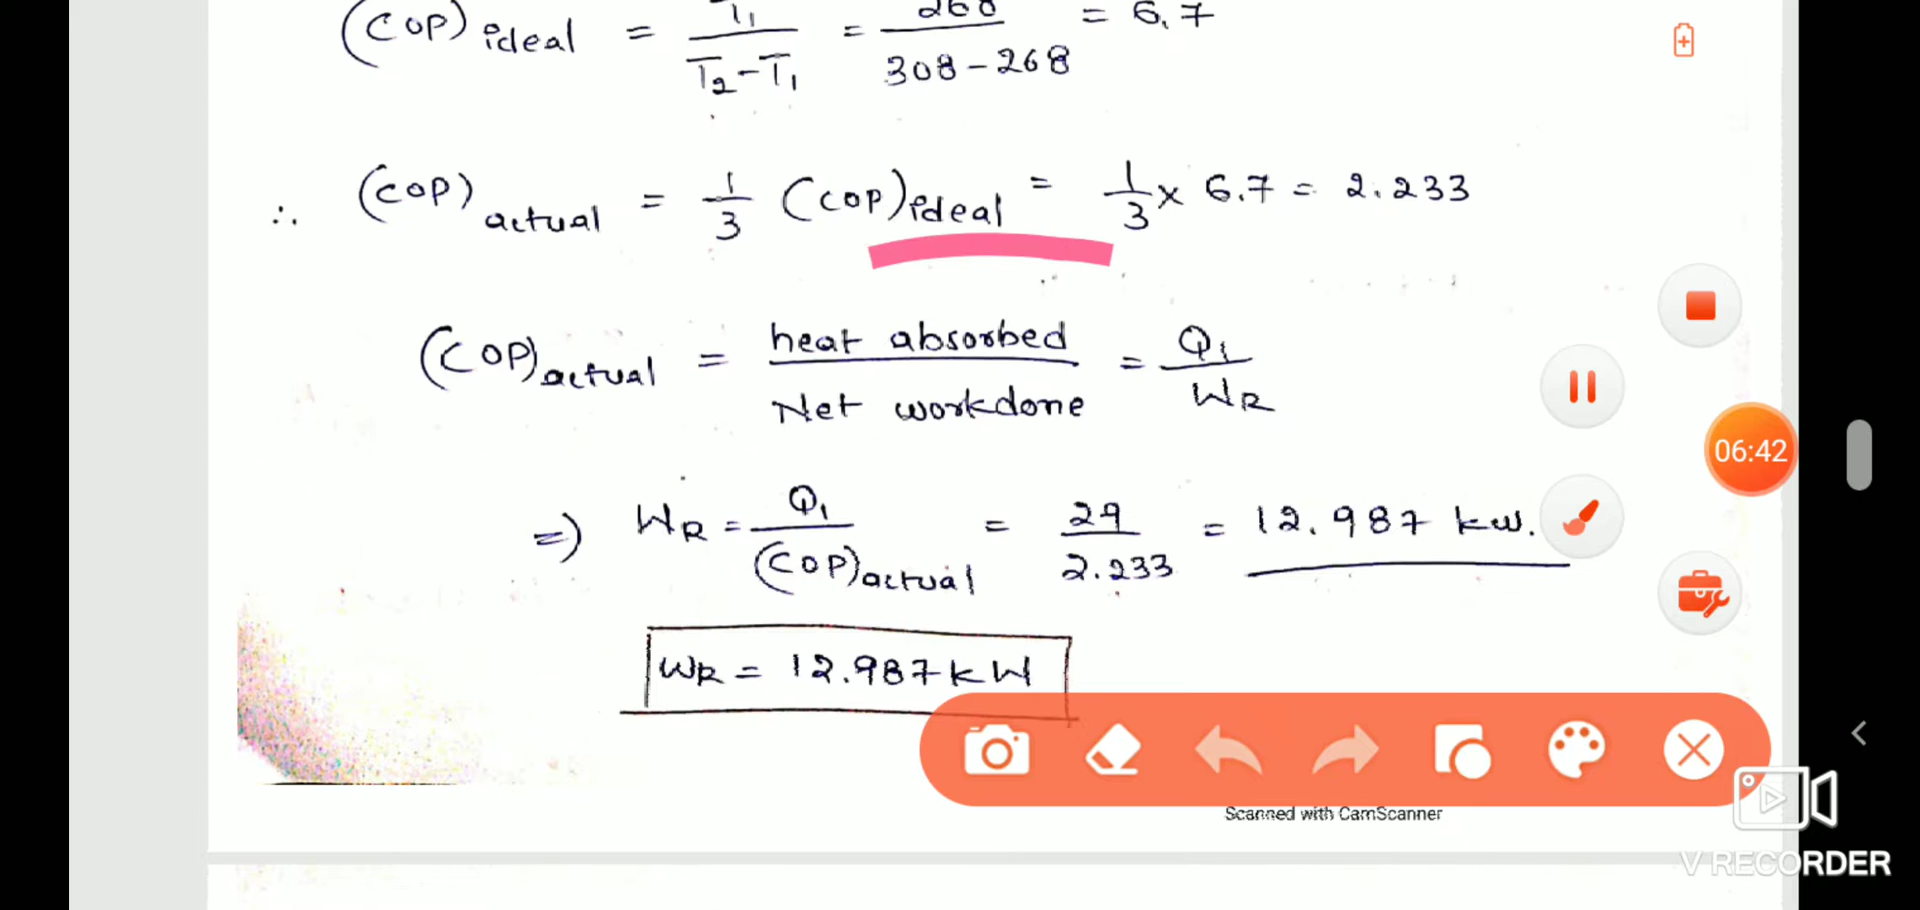 (COP) ideal = T1 / T2-T1 = 268 / 308-268 = 6.7
∴ (COP) actual = 1/3 (COP) ideal = 1/3 x 6.7 = 2.233
(COP) actual = heat absorbed / Net workdone = Q1 / WR
06:42
=) WR = Q1 / (COP) actual = 29 / 2.233 = 12.987 kw.
WR = 12.987 kW
Scanned with CamScanner
V RECORDER